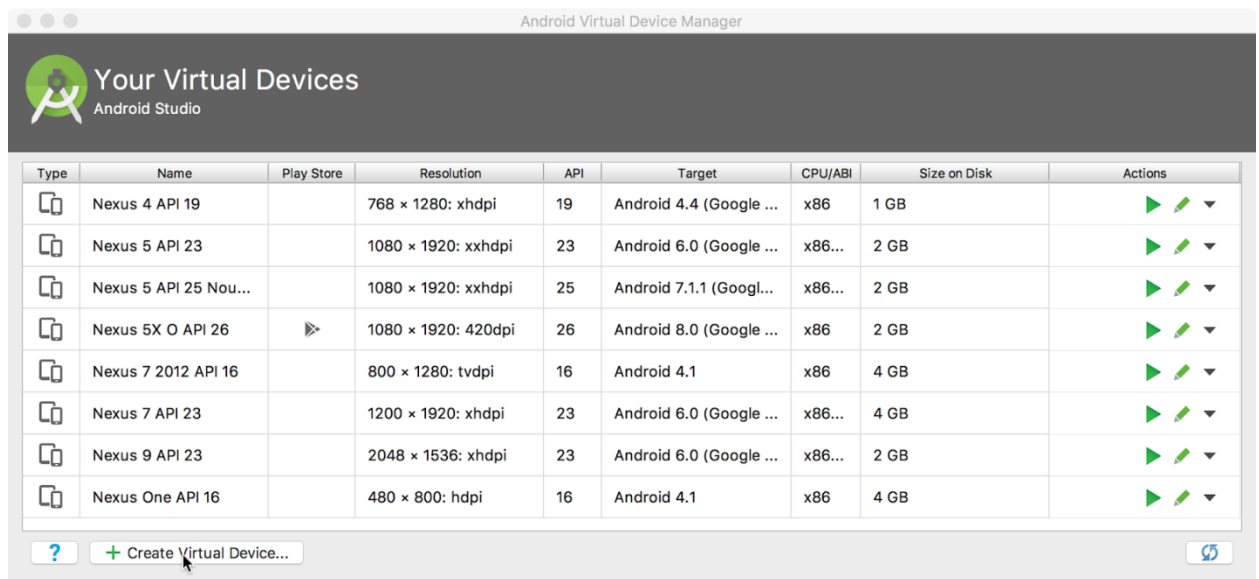 Android Virtual Device Manager
Your Virtual Devices
Android Studio
Type Name Play Store Resolution API Target CPU/ABI Size on Disk Actions
Nexus 4 API 19 768 × 1280: xhdpi 19 Android 4.4 (Google ... x86 1 GB
Nexus 5 API 23 1080 × 1920: xxhdpi 23 Android 6.0 (Google ... x86... 2 GB
Nexus 5 API 25 Nou... 1080 × 1920: xxhdpi 25 Android 7.1.1 (Googl... x86... 2 GB
Nexus 5X O API 26 1080 × 1920: 420dpi 26 Android 8.0 (Google ... x86 2 GB
Nexus 7 2012 API 16 800 × 1280: tvdpi 16 Android 4.1 x86 4 GB
Nexus 7 API 23 1200 × 1920: xhdpi 23 Android 6.0 (Google ... x86... 4 GB
Nexus 9 API 23 2048 × 1536: xhdpi 23 Android 6.0 (Google ... x86... 2 GB
Nexus One API 16 480 × 800: hdpi 16 Android 4.1 x86 4 GB
? + Create Virtual Device...